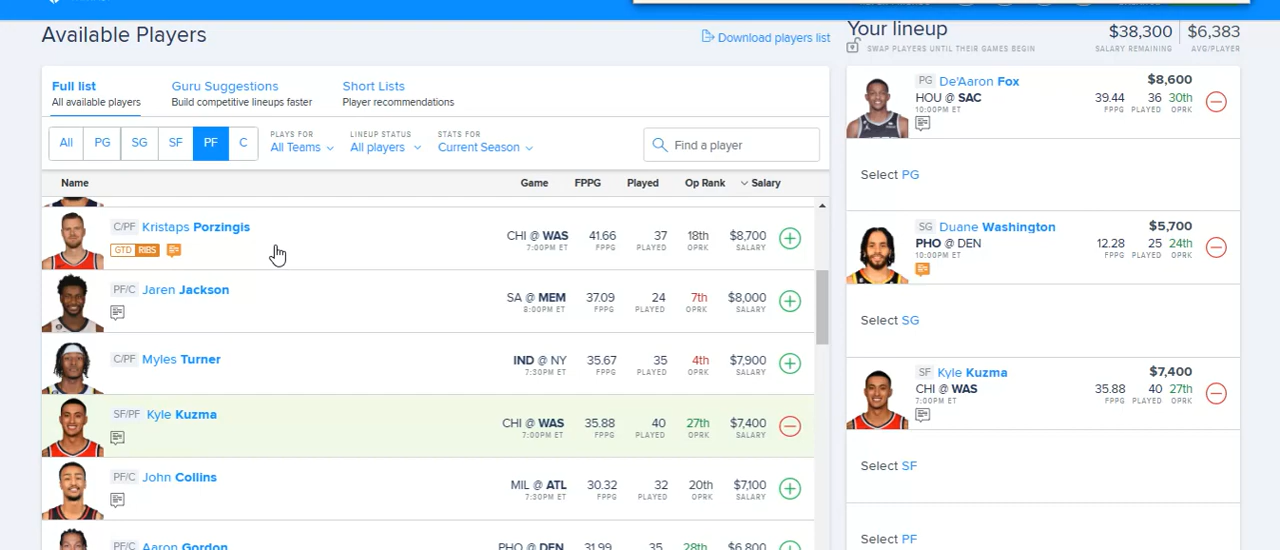 Available Players
Download players list
Full list
All available players
Guru Suggestions
Build competitive lineups faster
Short Lists
Player recommendations
All PG SG SF PF C
PLAYS FOR
All Teams
LINEUP STATUS
All players
STATS FOR
Current Season
Find a player
Name Game FPPG Played Op Rank Salary
C/PF Kristaps Porzingis
GTD RIBS
CHI @ WAS 41.66 37 18th $8,700
7:00PM ET FPPG PLAYED OPRK SALARY
PF/C Jaren Jackson
SA @ MEM 37.09 24 7th $8,000
8:00PM ET FPPG PLAYED OPRK SALARY
C/PF Myles Turner
IND @ NY 35.67 35 4th $7,900
7:30PM ET FPPG PLAYED OPRK SALARY
SF/PF Kyle Kuzma
CHI @ WAS 35.88 40 27th $7,400
7:00PM ET FPPG PLAYED OPRK SALARY
PF/C John Collins
MIL @ ATL 30.32 32 20th $7,100
7:30PM ET FPPG PLAYED OPRK SALARY
PF/C Aaron Gordon
PHO @ DEN 31.99 35 28th $6,800
Your lineup
SWAP PLAYERS UNTIL THEIR GAMES BEGIN
$38,300 $6,383
SALARY REMAINING AVG/PLAYER
PG De'Aaron Fox $8,600
HOU @ SAC 39.44 36 30th
10:00PM ET FPPG PLAYED OPRK
Select PG
SG Duane Washington $5,700
PHO @ DEN 12.28 25 24th
10:00PM ET FPPG PLAYED OPRK
Select SG
SF Kyle Kuzma $7,400
CHI @ WAS 35.88 40 27th
7:00PM ET FPPG PLAYED OPRK
Select SF
Select PF